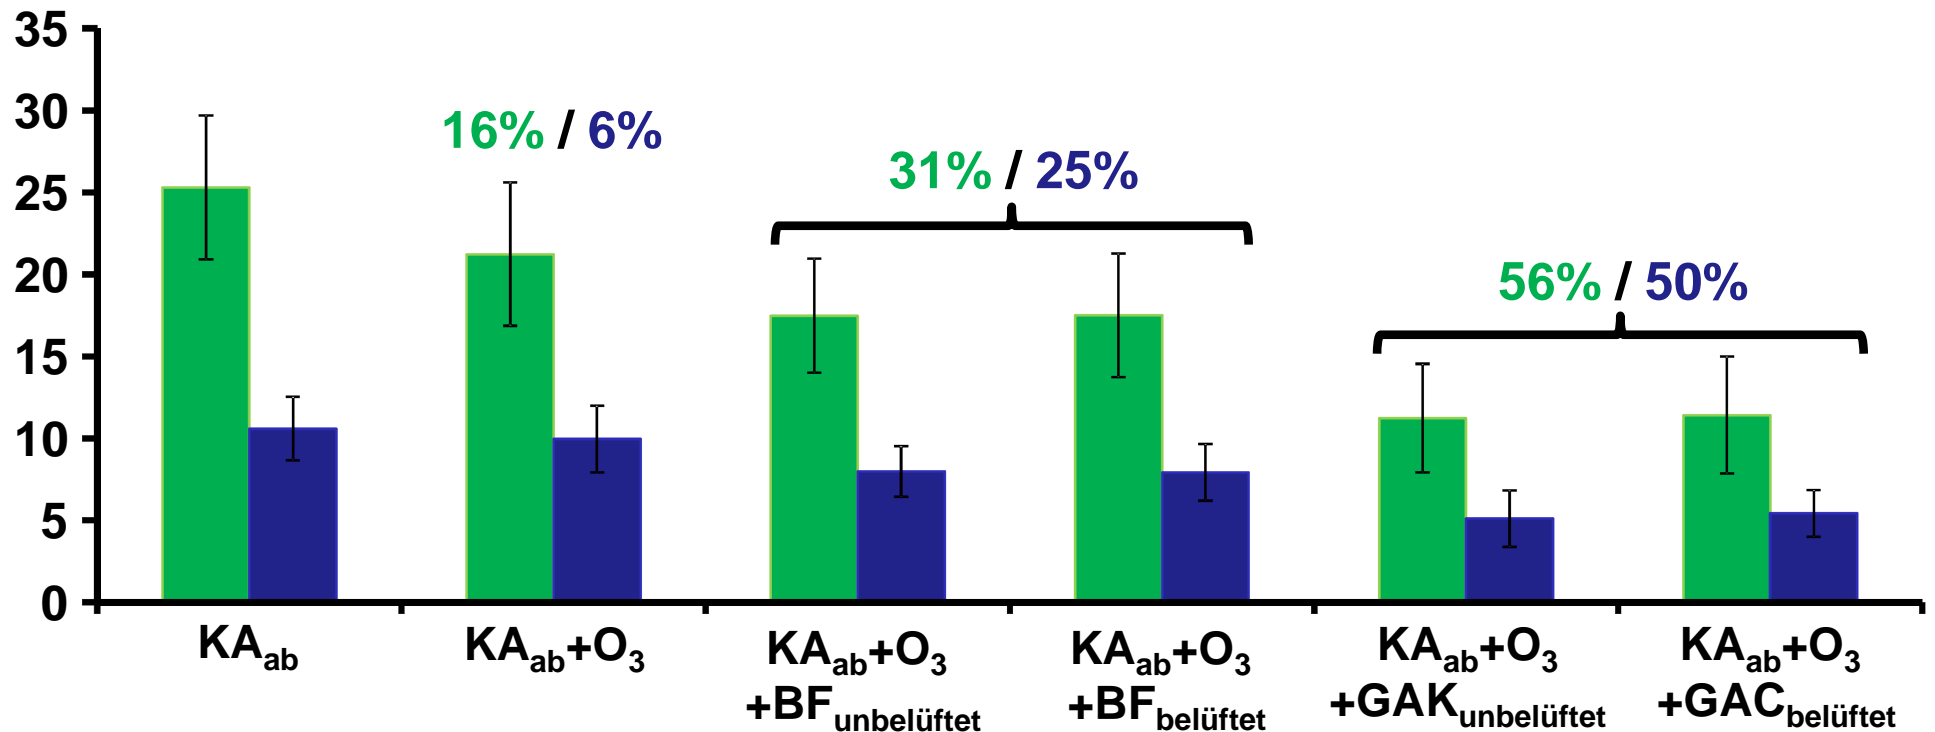 35
30
25
20
15
10
5
0
16% / 6%
31% / 25%
56% / 50%
KAab
KAab+O3
KAab+O3
+BFunbelüftet
KAab+O3
+BFbelüftet
KAab+O3
+GAKunbelüftet
KAab+O3
+GACbelüftet